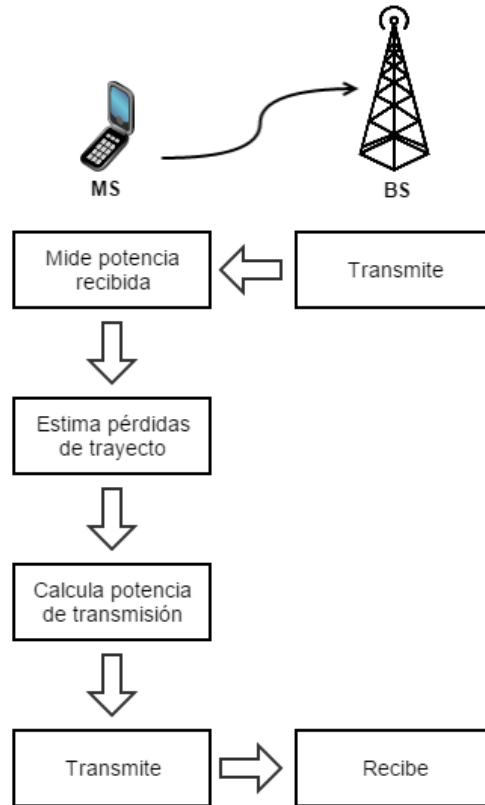 MS
BS
Mide potencia
recibida
Transmite
Estima pérdidas
de trayecto
Calcula potencia
de transmisión
Transmite
Recibe